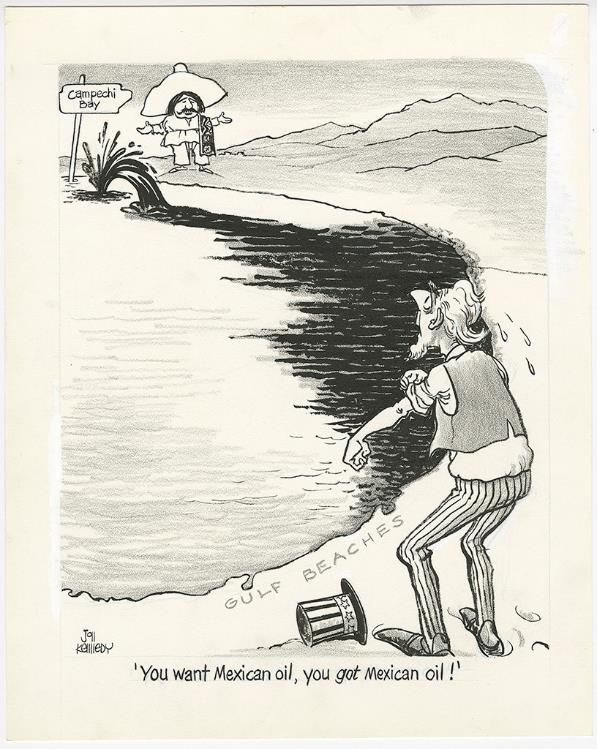 Campechi
Bay
GULF BEACHES
Jon
Kennedy
'You want Mexican oil, you got Mexican oil!'